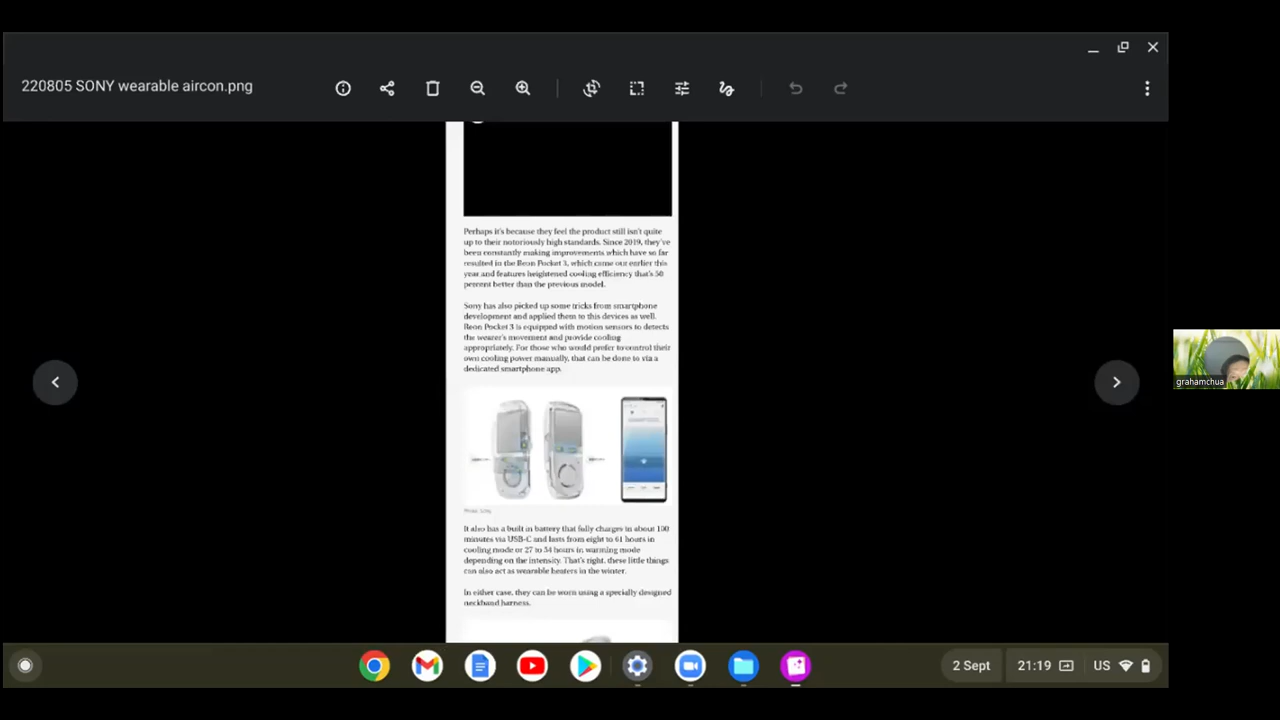 220805 SONY wearable aircon.png
Perhaps it's because they feel the product still isn't quite
up to their notoriously high standards. Since 2019, they've
been constantly making improvements which have so far
resulted in the Reon Pocket 3, which came out earlier this
year and features heightened cooling efficiency that's 50
percent better than the previous model.
Sony has also picked up some tricks from smartphone
development and applied them to this devices as well.
Reon Pocket 3 is equipped with motion sensors to detects
the wearer's movement and provide cooling
appropriately. For those who would prefer to control their
own cooling power manually, that can be done to via a
dedicated smartphone app.
grahamchua
It also has a built in battery that fully charges in about
minutes via USB-C and lasts from eight to 61 hours in
cooling mode or 27 to 54 hours in warming mode
depending on the intensity. That's right, these little things
can also act as wearable heaters in the winter.
In either case, they can be worn using a specially designed
neckband harness.
2 Sept
21:19
US